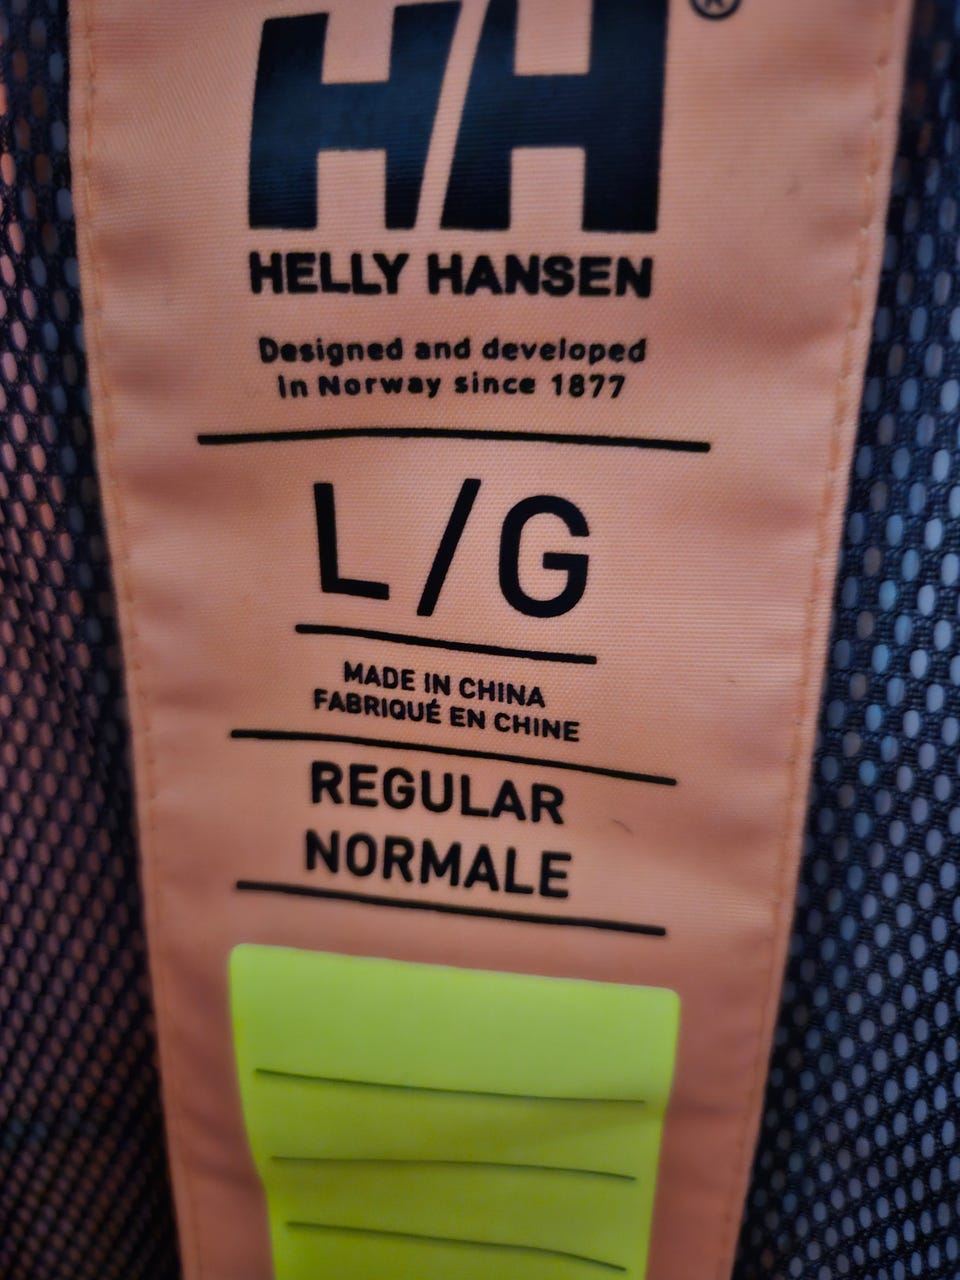 HH®
HELLY HANSEN
Designed and developed
in Norway since 1877
L/G
MADE IN CHINA
FABRIQUÉ EN CHINE
REGULAR
NORMALE